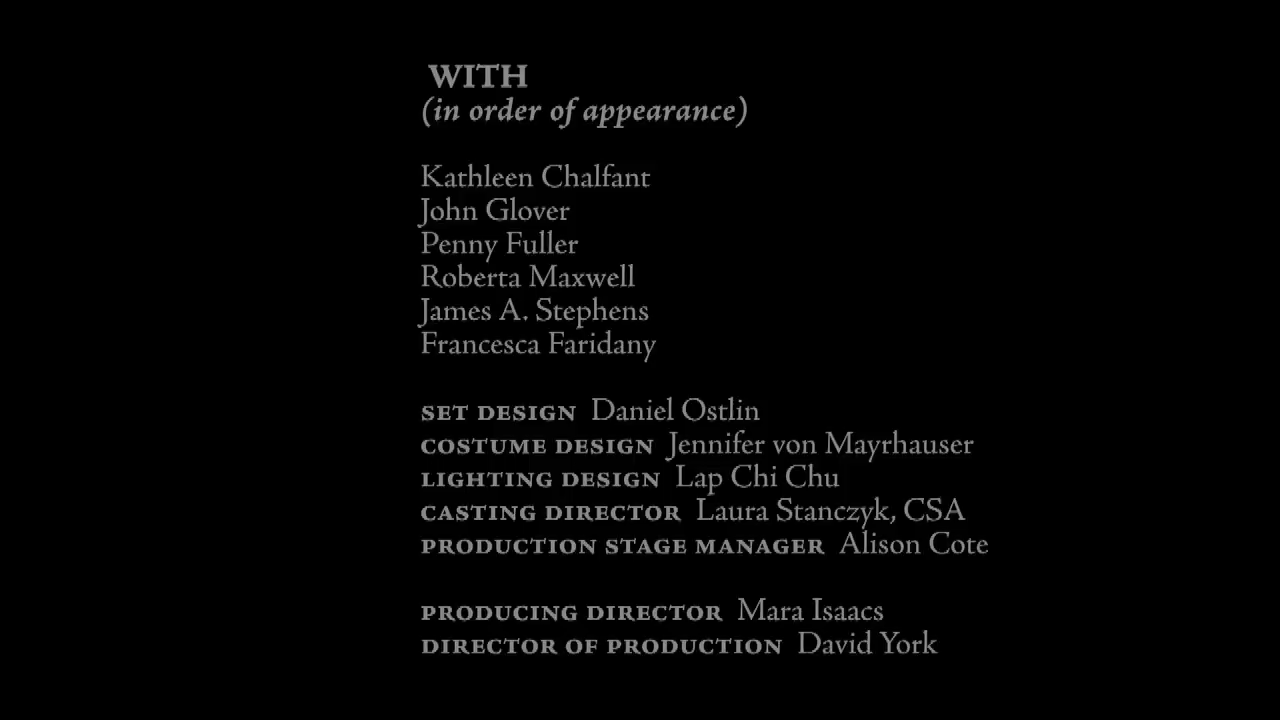 WITH
(in order of appearance)
Kathleen Chalfant
John Glover
Penny Fuller
Roberta Maxwell
James A. Stephens
Francesca Faridany
SET DESIGN Daniel Ostlin
COSTUME DESIGN Jennifer von Mayrhauser
LIGHTING DESIGN Lap Chi Chu
CASTING DIRECTOR Laura Stanczyk, CSA
PRODUCTION STAGE MANAGER Alison Cote
PRODUCING DIRECTOR Mara Isaacs
DIRECTOR OF PRODUCTION David York